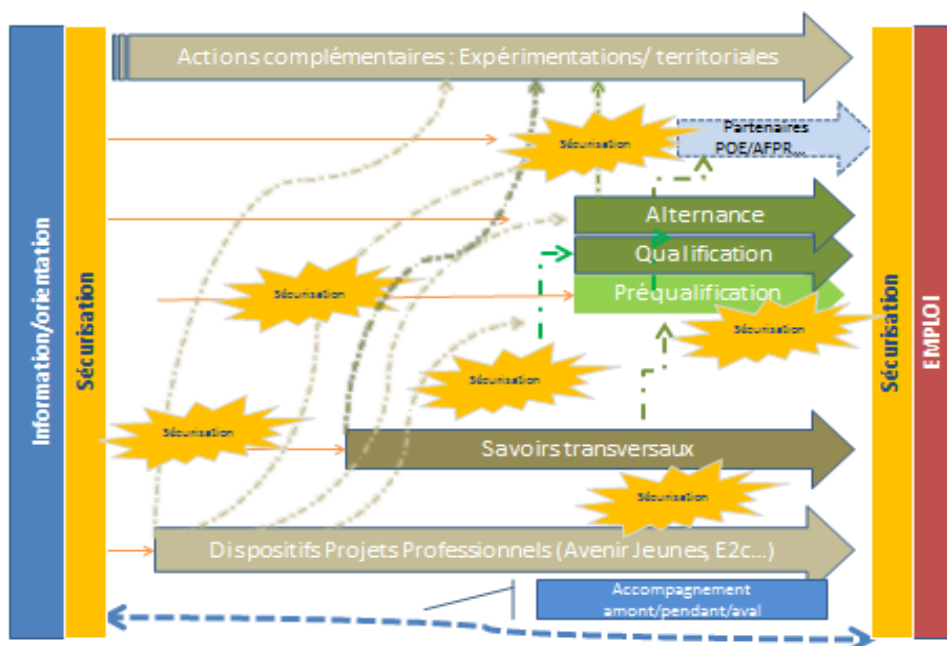 Information/orientation
Sécurisation
Actions complémentaires : Expérimentations/ territoriales
Sécurisation
Partenaires
POE/AFPR...
Alternance
Qualification
Préqualification
Sécurisation
Sécurisation
Sécurisation
Sécurisation
Savoirs transversaux
Sécurisation
Dispositifs Projets Professionnels (Avenir Jeunes, E2c...)
Accompagnement
amont/pendant/aval
Sécurisation
EMPLOI